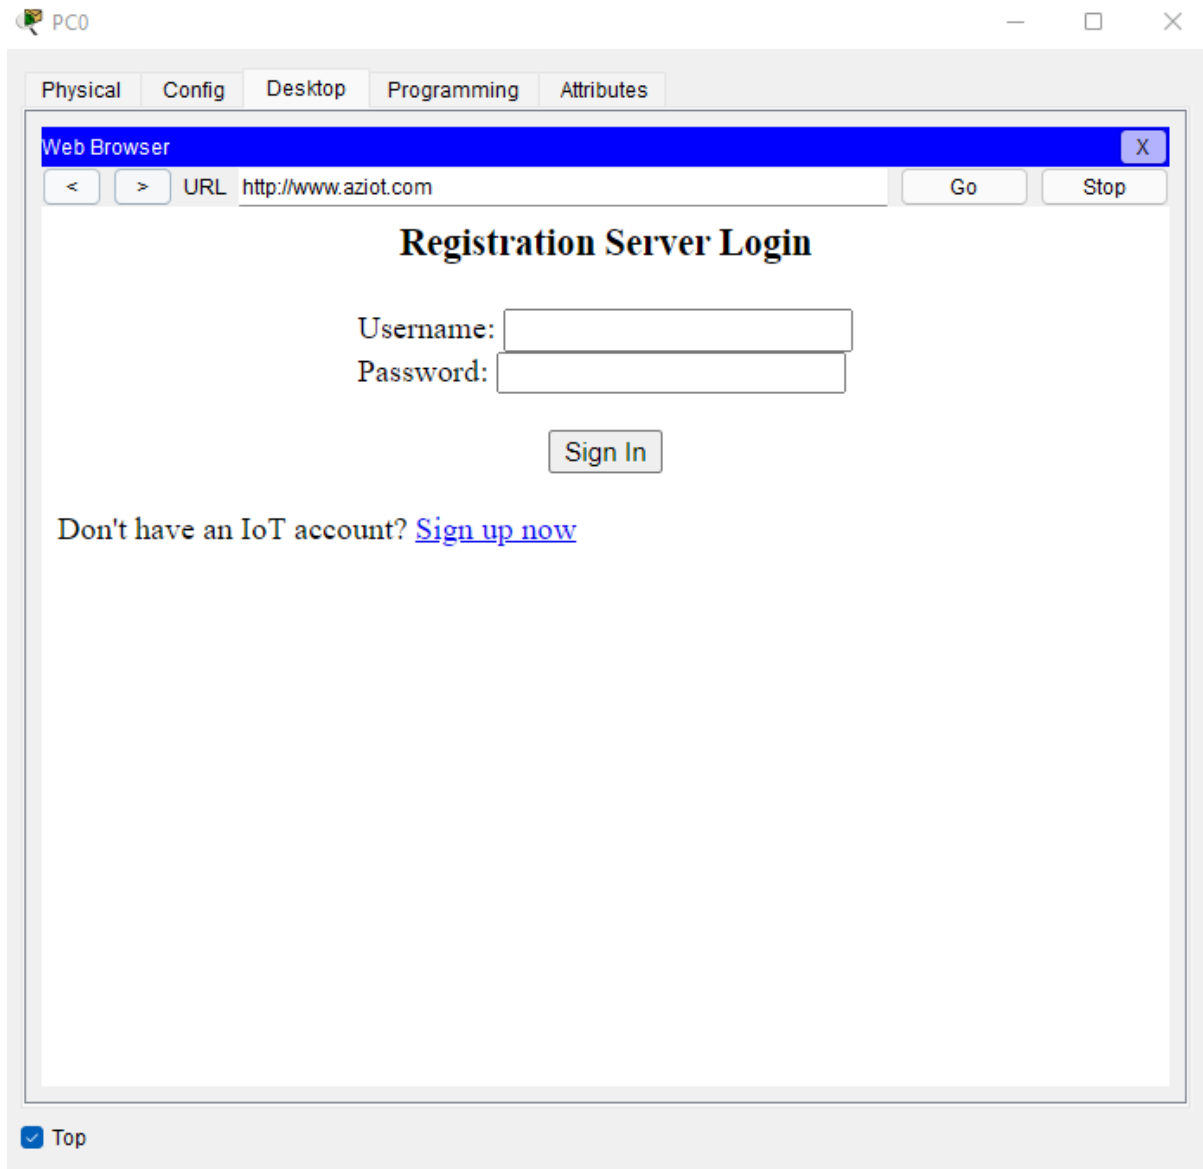 PC0
Physical Config Desktop Programming Attributes
Web Browser X
< > URL http://www.aziot.com Go Stop
Registration Server Login
Username:
Password:
Sign In
Don't have an IoT account? Sign up now
Top